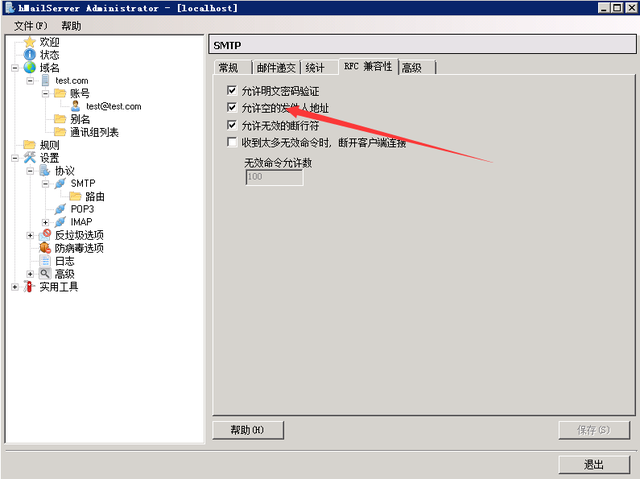 hMailServer Administrator - [localhost]
文件(F) 帮助
欢迎
状态
域名
test.com
账号
test@test.com
别名
通讯组列表
规则
设置
协议
SMTP
路由
POP3
IMAP
反垃圾选项
防病毒选项
日志
高级
实用工具
SMTP
常规 邮件递交 统计 RFC 兼容性 高级
允许明文密码验证
允许空的发件人地址
允许无效的断行符
收到太多无效命令时，断开客户端连接
无效命令允许数
100
帮助(H) 保存(S)
退出